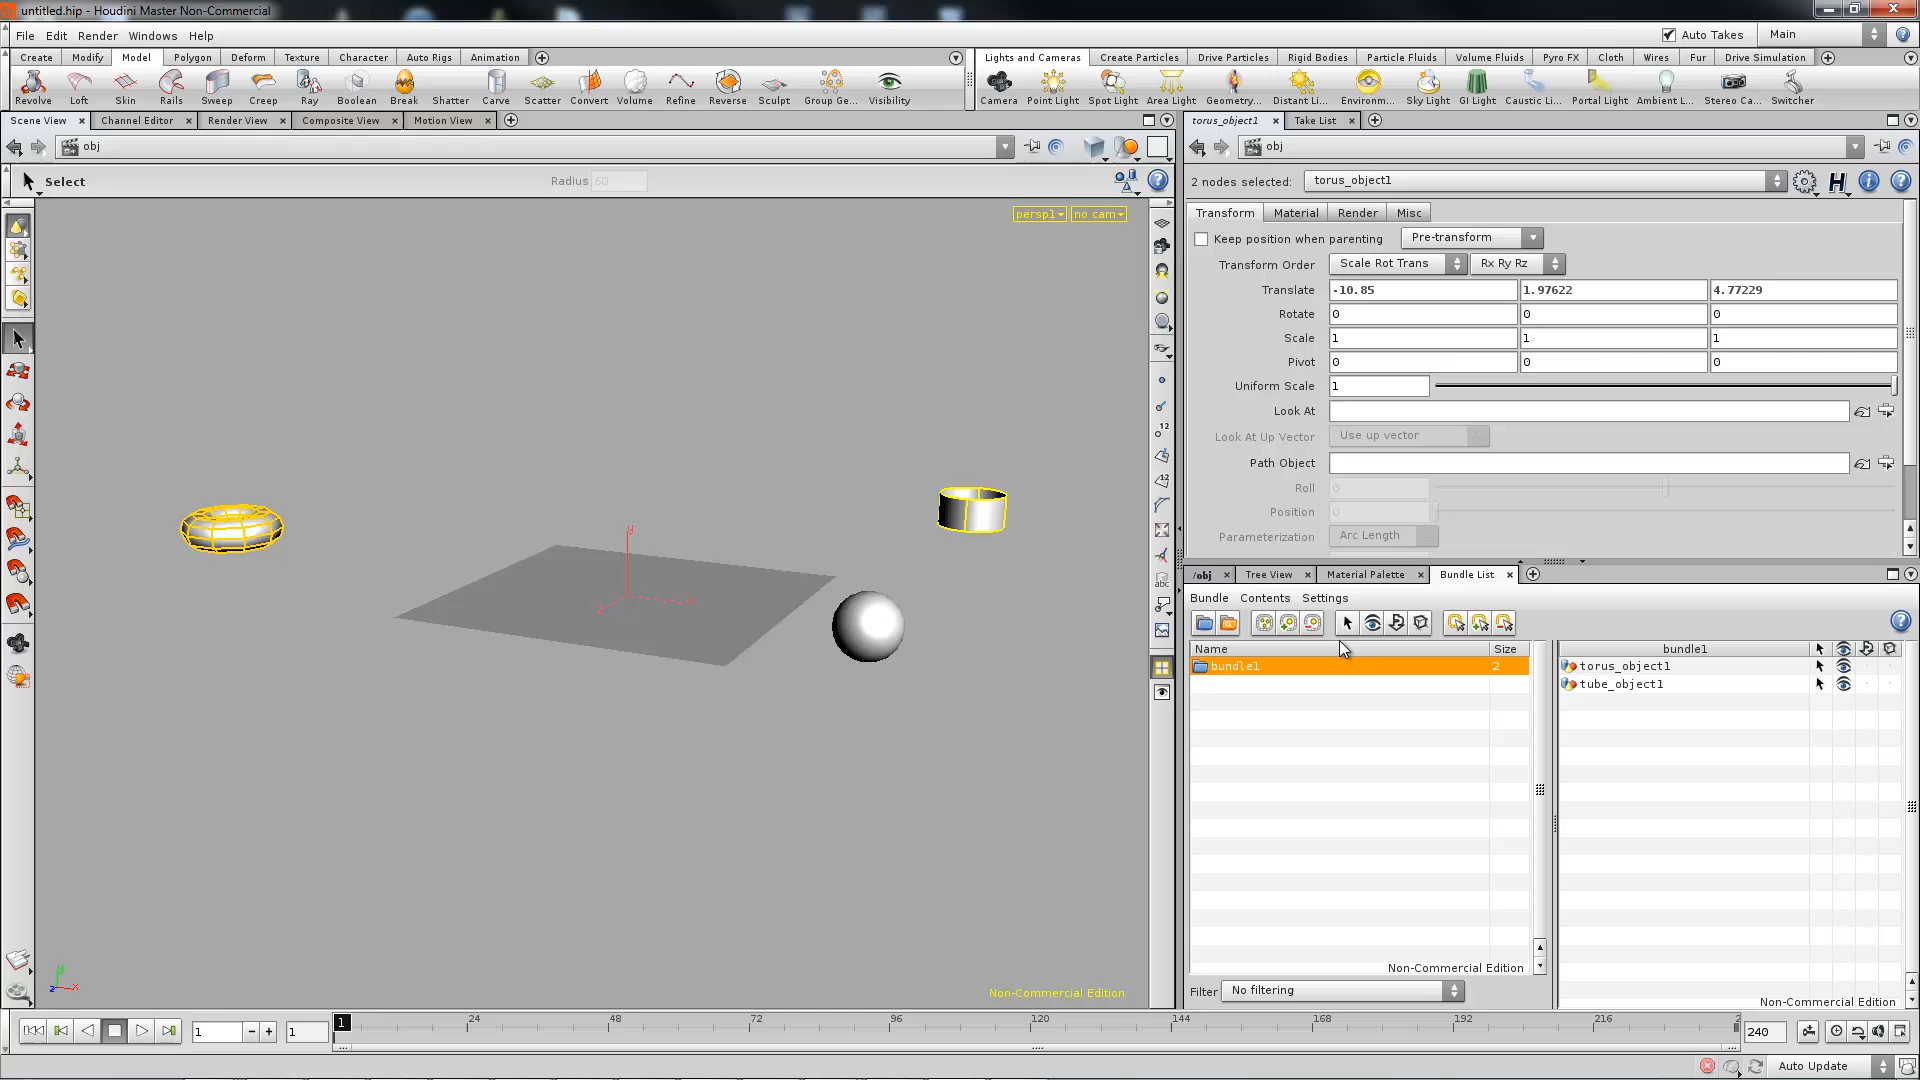 untitled.hip - Houdini Master Non-Commercial
File Edit Render Windows Help
Auto Takes Main
Create Modify Model Polygon Deform Texture Character Auto Rigs Animation
Lights and Cameras Create Particles Drive Particles Rigid Bodies Particle Fluids Volume Fluids Pyro FX Cloth Wires Fur Drive Simulation
Revolve Loft Skin Rails Sweep Creep Ray Boolean Break Shatter Carve Scatter Convert Volume Refine Reverse Sculpt Group Ge... Visibility
Camera Point Light Spot Light Area Light Geometry... Distant Li... Environm... Sky Light GI Light Caustic Li... Portal Light Ambient L... Stereo Ca... Switcher
Scene View Channel Editor Render View Composite View Motion View
torus_object1 Take List
obj
obj
Select Radius 60
2 nodes selected: torus_object1
persp1 no cam
Transform Material Render Misc
Keep position when parenting Pre-transform
Transform Order Scale Rot Trans Rx Ry Rz
Translate -10.85 1.97622 4.77229
Rotate 0 0 0
Scale 1 1 1
Pivot 0 0 0
Uniform Scale 1
Look At
Look At Up Vector Use up vector
Path Object
Roll 0
Position 0
Parameterization Arc Length
12
12
abc
y
z x
/obj Tree View Material Palette Bundle List
Bundle Contents Settings
Name Size
bundle1 2
bundle1
torus_object1
tube_object1
Non-Commercial Edition
Filter No filtering
Non-Commercial Edition
y
z x
Non-Commercial Edition
1 1 1 24 48 72 96 120 144 168 192 216 2 240
Auto Update